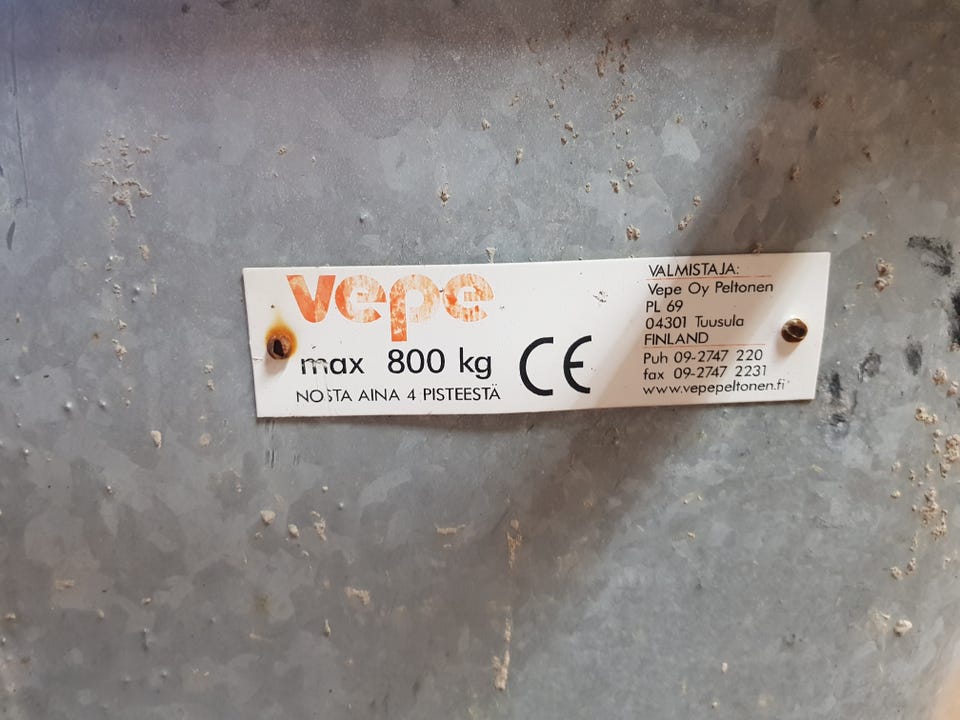 vepe
max 800 kg
NOSTA AINA 4 PISTEESTÄ
CE
VALMISTAJA:
Vepe Oy Peltonen
PL 69
04301 Tuusula
FINLAND
Puh 09-2747 220
fax 09-2747 2231
www.vepepeltonen.fi